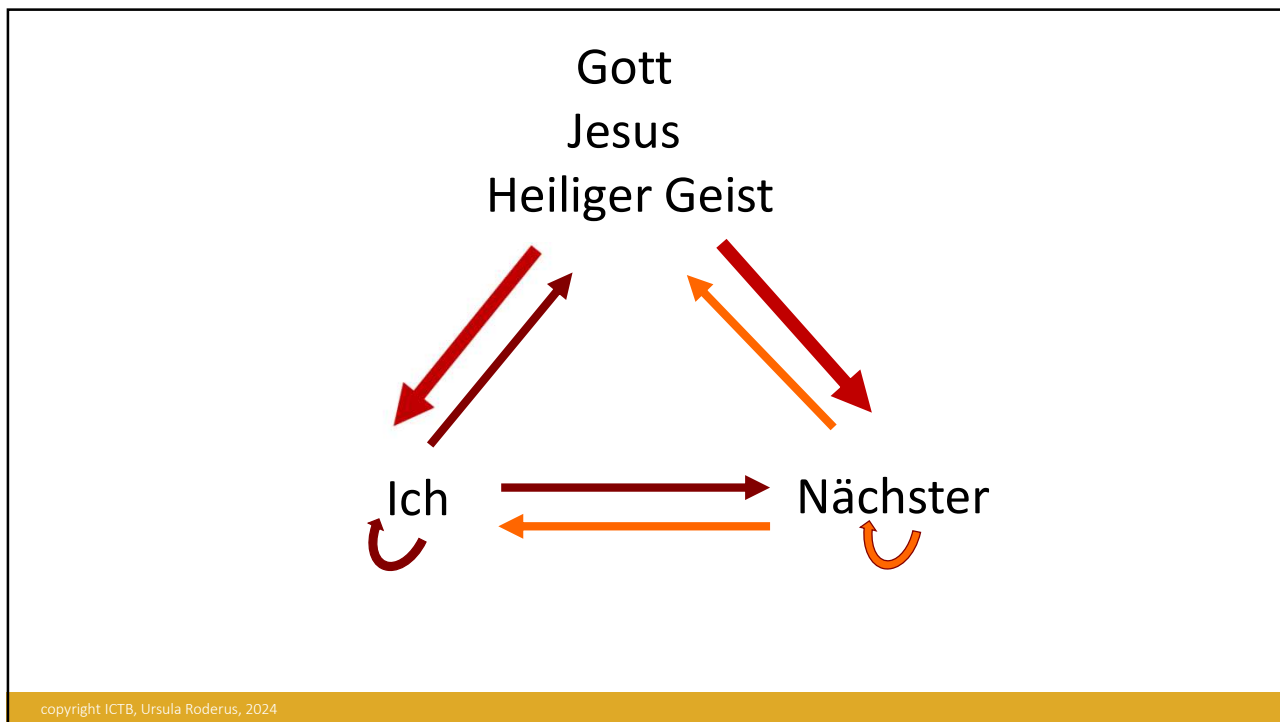 Gott
Jesus
Heiliger Geist
Ich
Nächster
copyright ICTB, Ursula Roderus, 2024